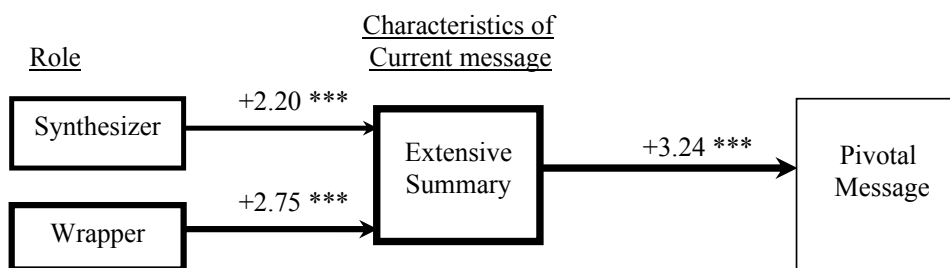 Characteristics of
Current message
Role
+2.20 ***
Synthesizer
Extensive
Summary
+3.24 ***
Pivotal
Message
+2.75 ***
Wrapper